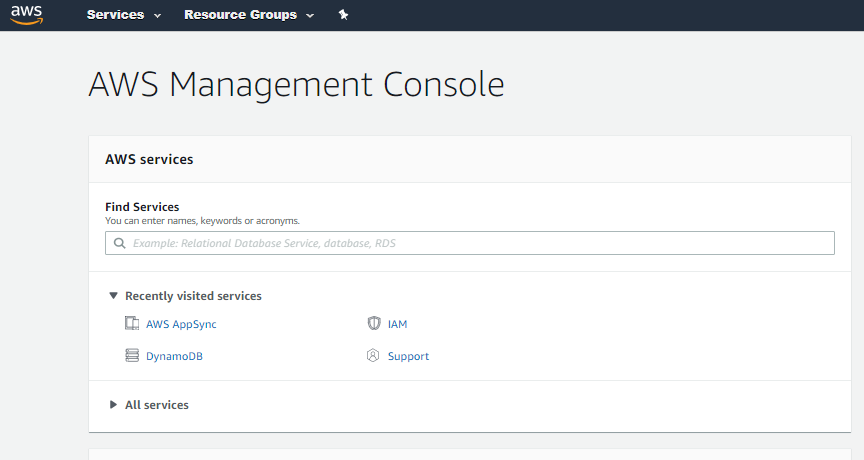 aws
Services Resource Groups
AWS Management Console
AWS services
Find Services
You can enter names, keywords or acronyms.
Example: Relational Database Service, database, RDS
Recently visited services
AWS AppSync IAM
DynamoDB Support
All services